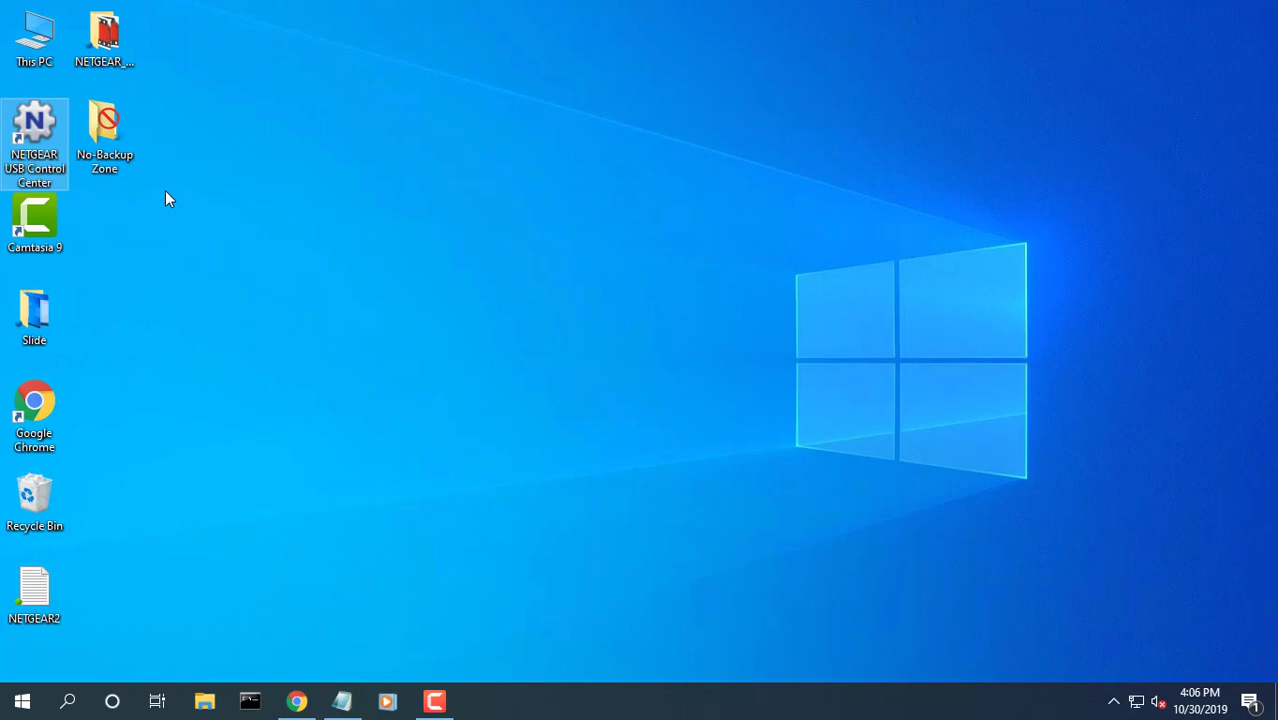 This PC
NETGEAR_...
N
NETGEAR
USB Control
Center
No-Backup
Zone
Camtasia 9
Slide
Google
Chrome
Recycle Bin
NETGEAR2
4:06 PM
10/30/2019
1